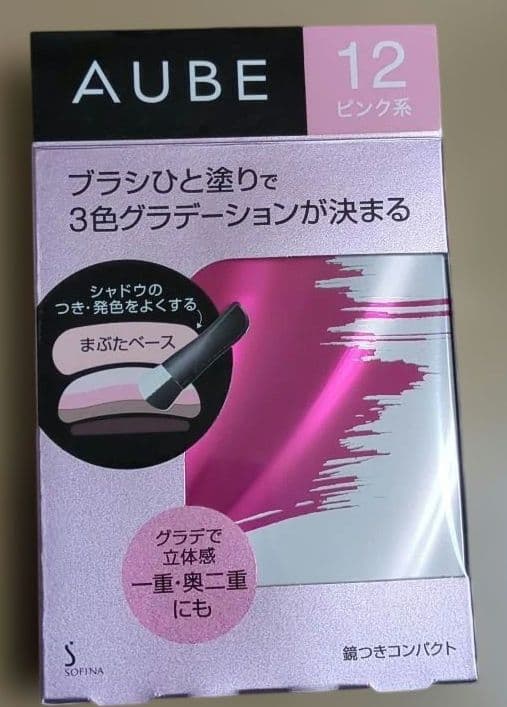 AUBE
12
ピンク系
ブラシひと塗りで
3色グラデーションが決まる
シャドウの
つき・発色をよくする
まぶたベース
グラデで
立体感
一重・奥二重
にも
SOFINA
鏡つきコンパクト